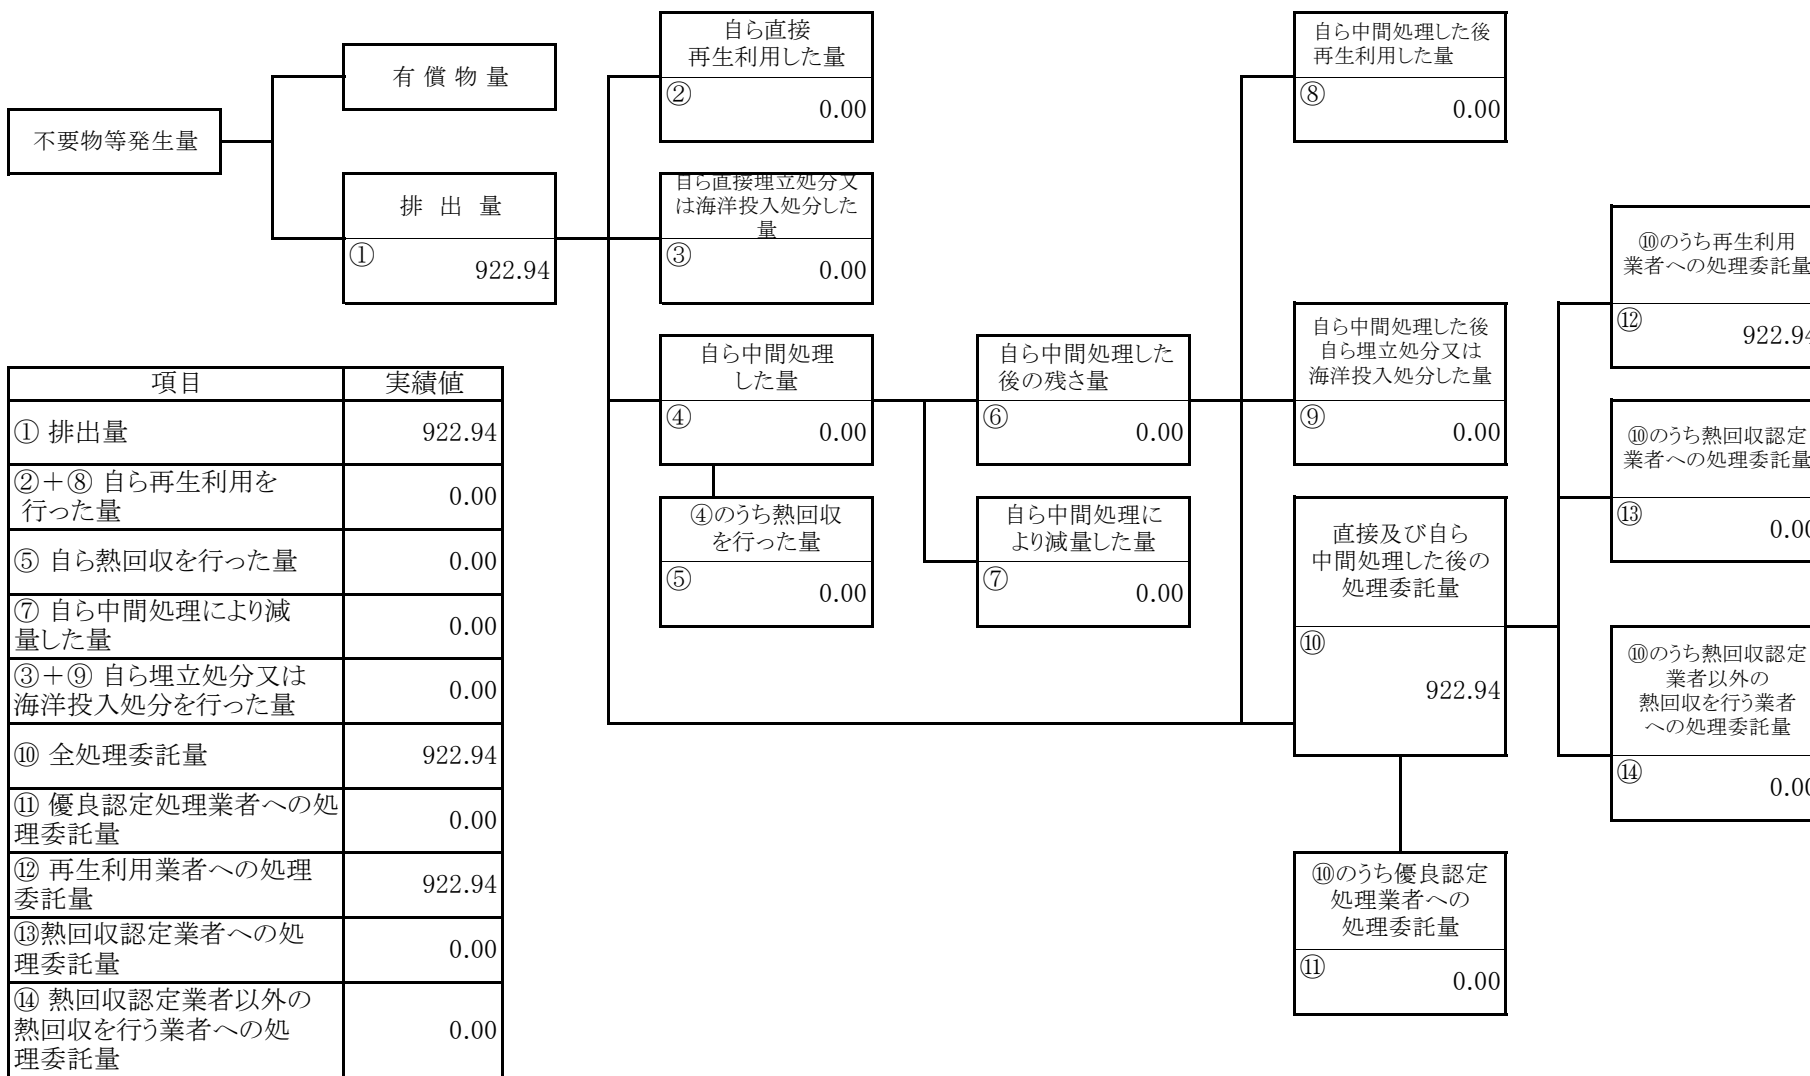 不要物等発生量
有償物量
排出量
①
922.94
自ら直接
再生利用した量
②
0.00
自ら直接埋立処分又
は海洋投入処分した
量
③
0.00
自ら中間処理
した量
④
0.00
④のうち熱回収
を行った量
⑤
0.00
自ら中間処理した
後の残さ量
⑥
0.00
自ら中間処理に
より減量した量
⑦
0.00
自ら中間処理した後
再生利用した量
⑧
0.00
自ら中間処理した後
自ら埋立処分又は
海洋投入処分した量
⑨
0.00
直接及び自ら
中間処理した後の
処理委託量
⑩
922.94
⑩のうち優良認定
処理業者への
処理委託量
⑪
0.00
⑩のうち再生利用
業者への処理委託量
⑫
922.94
⑩のうち熱回収認定
業者への処理委託量
⑬
0.00
⑩のうち熱回収認定
業者以外の
熱回収を行う業者
への処理委託量
⑭
0.00
項目 実績値
① 排出量 922.94
②+⑧ 自ら再生利用を
行った量 0.00
⑤ 自ら熱回収を行った量 0.00
⑦ 自ら中間処理により減
量した量 0.00
③+⑨ 自ら埋立処分又は
海洋投入処分を行った量 0.00
⑩ 全処理委託量 922.94
⑪ 優良認定処理業者への処
理委託量 0.00
⑫ 再生利用業者への処理
委託量 922.94
⑬熱回収認定業者への処
理委託量 0.00
⑭ 熱回収認定業者以外の
熱回収を行う業者への処
理委託量 0.00